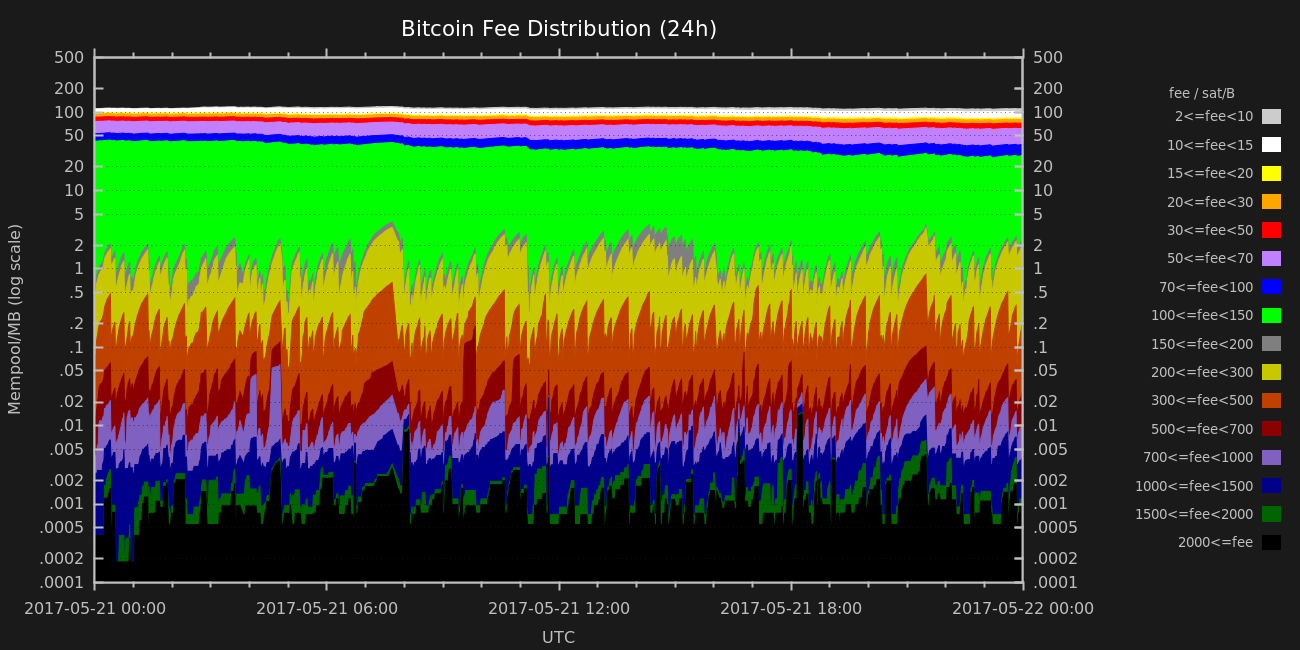 Bitcoin Fee Distribution (24h)
Mempool/MB (log scale)
500
200
100
50
20
10
5
2
1
.5
.2
.1
.05
.02
.01
.005
.002
.001
.0005
.0002
.0001
500
200
100
50
20
10
5
2
1
.5
.2
.1
.05
.02
.01
.005
.002
.001
.0005
.0002
.0001
2017-05-21 00:00
2017-05-21 06:00
2017-05-21 12:00
2017-05-21 18:00
2017-05-22 00:00
UTC
fee / sat/B
2<=fee<10
10<=fee<15
15<=fee<20
20<=fee<30
30<=fee<50
50<=fee<70
70<=fee<100
100<=fee<150
150<=fee<200
200<=fee<300
300<=fee<500
500<=fee<700
700<=fee<1000
1000<=fee<1500
1500<=fee<2000
2000<=fee